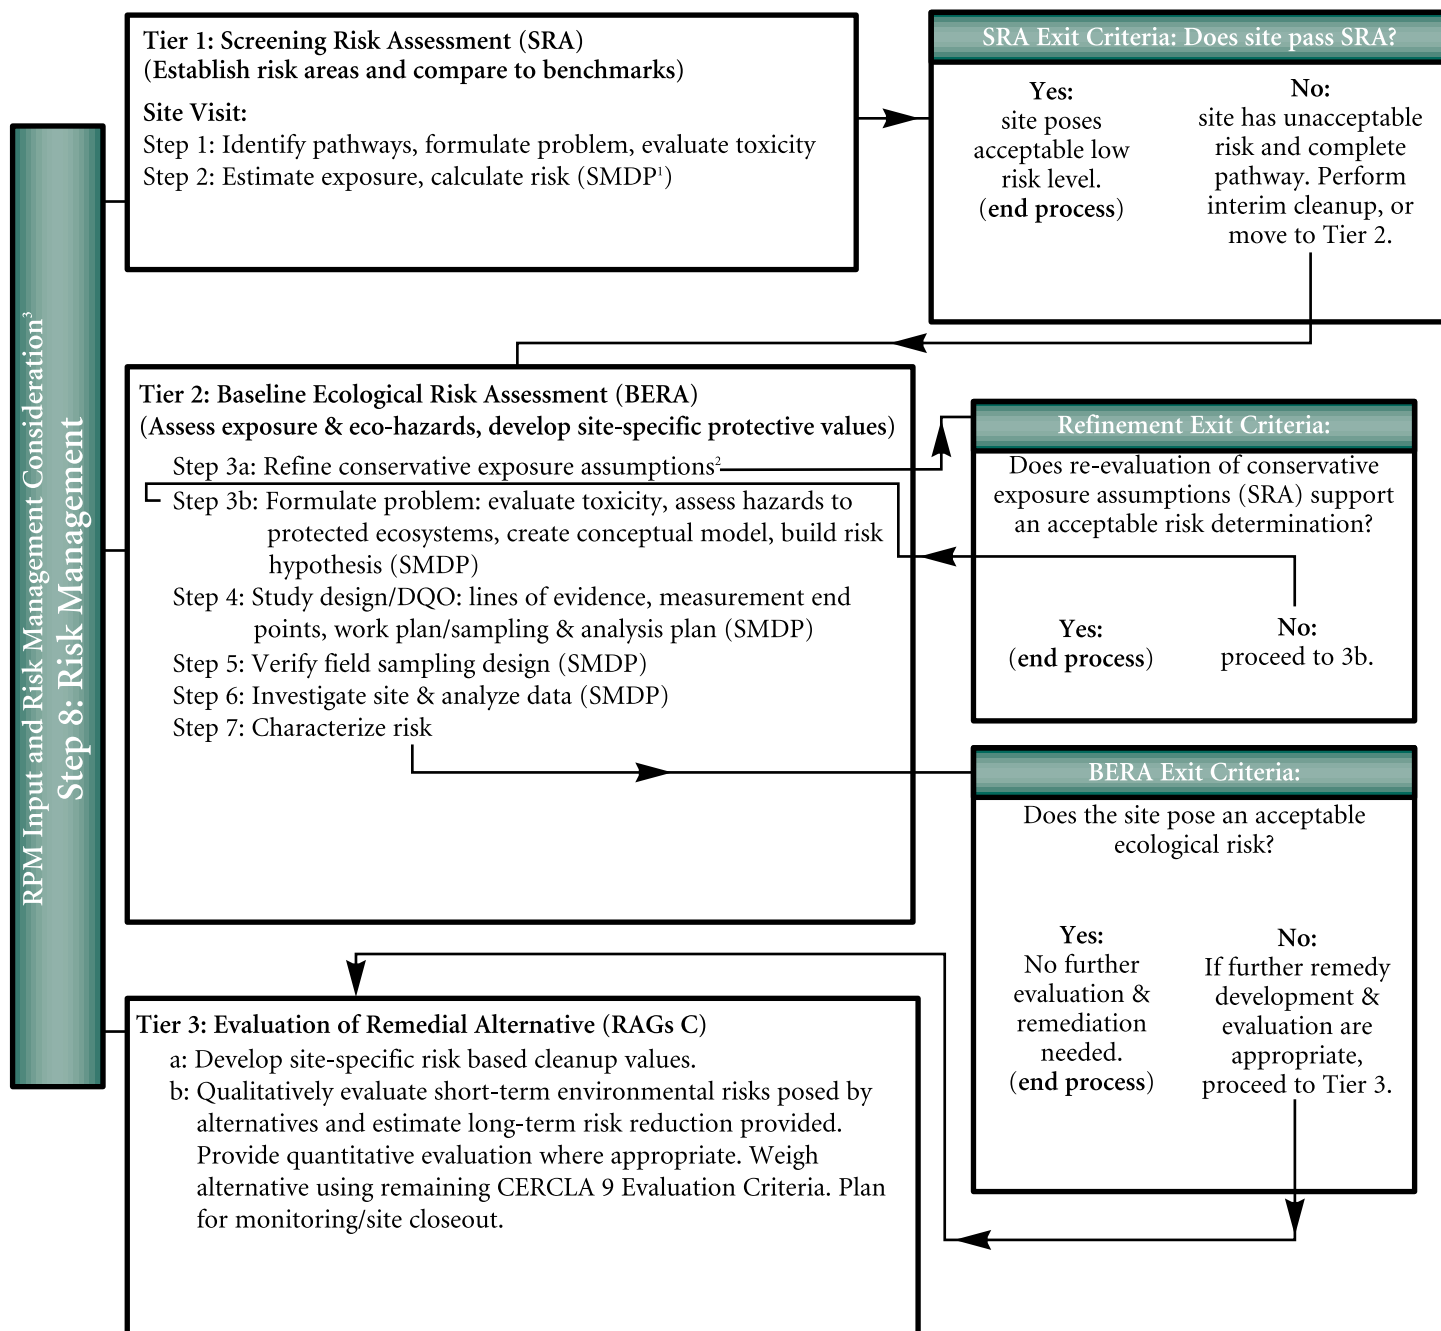 RPM Input and Risk Management Consideration³
Step 8: Risk Management
Tier 1: Screening Risk Assessment (SRA)
(Establish risk areas and compare to benchmarks)
Site Visit:
Step 1: Identify pathways, formulate problem, evaluate toxicity
Step 2: Estimate exposure, calculate risk (SMDP¹)
SRA Exit Criteria: Does site pass SRA?
Yes:
site poses
acceptable low
risk level.
(end process)
No:
site has unacceptable
risk and complete
pathway. Perform
interim cleanup, or
move to Tier 2.
Tier 2: Baseline Ecological Risk Assessment (BERA)
(Assess exposure & eco-hazards, develop site-specific protective values)
Step 3a: Refine conservative exposure assumptions²
Step 3b: Formulate problem: evaluate toxicity, assess hazards to
protected ecosystems, create conceptual model, build risk
hypothesis (SMDP)
Step 4: Study design/DQO: lines of evidence, measurement end
points, work plan/sampling & analysis plan (SMDP)
Step 5: Verify field sampling design (SMDP)
Step 6: Investigate site & analyze data (SMDP)
Step 7: Characterize risk
Refinement Exit Criteria:
Does re-evaluation of conservative
exposure assumptions (SRA) support
an acceptable risk determination?
Yes:
(end process)
No:
proceed to 3b.
BERA Exit Criteria:
Does the site pose an acceptable
ecological risk?
Yes:
No further
evaluation &
remediation
needed.
(end process)
No:
If further remedy
development &
evaluation are
appropriate,
proceed to Tier 3.
Tier 3: Evaluation of Remedial Alternative (RAGs C)
a: Develop site-specific risk based cleanup values.
b: Qualitatively evaluate short-term environmental risks posed by
alternatives and estimate long-term risk reduction provided.
Provide quantitative evaluation where appropriate. Weigh
alternative using remaining CERCLA 9 Evaluation Criteria. Plan
for monitoring/site closeout.